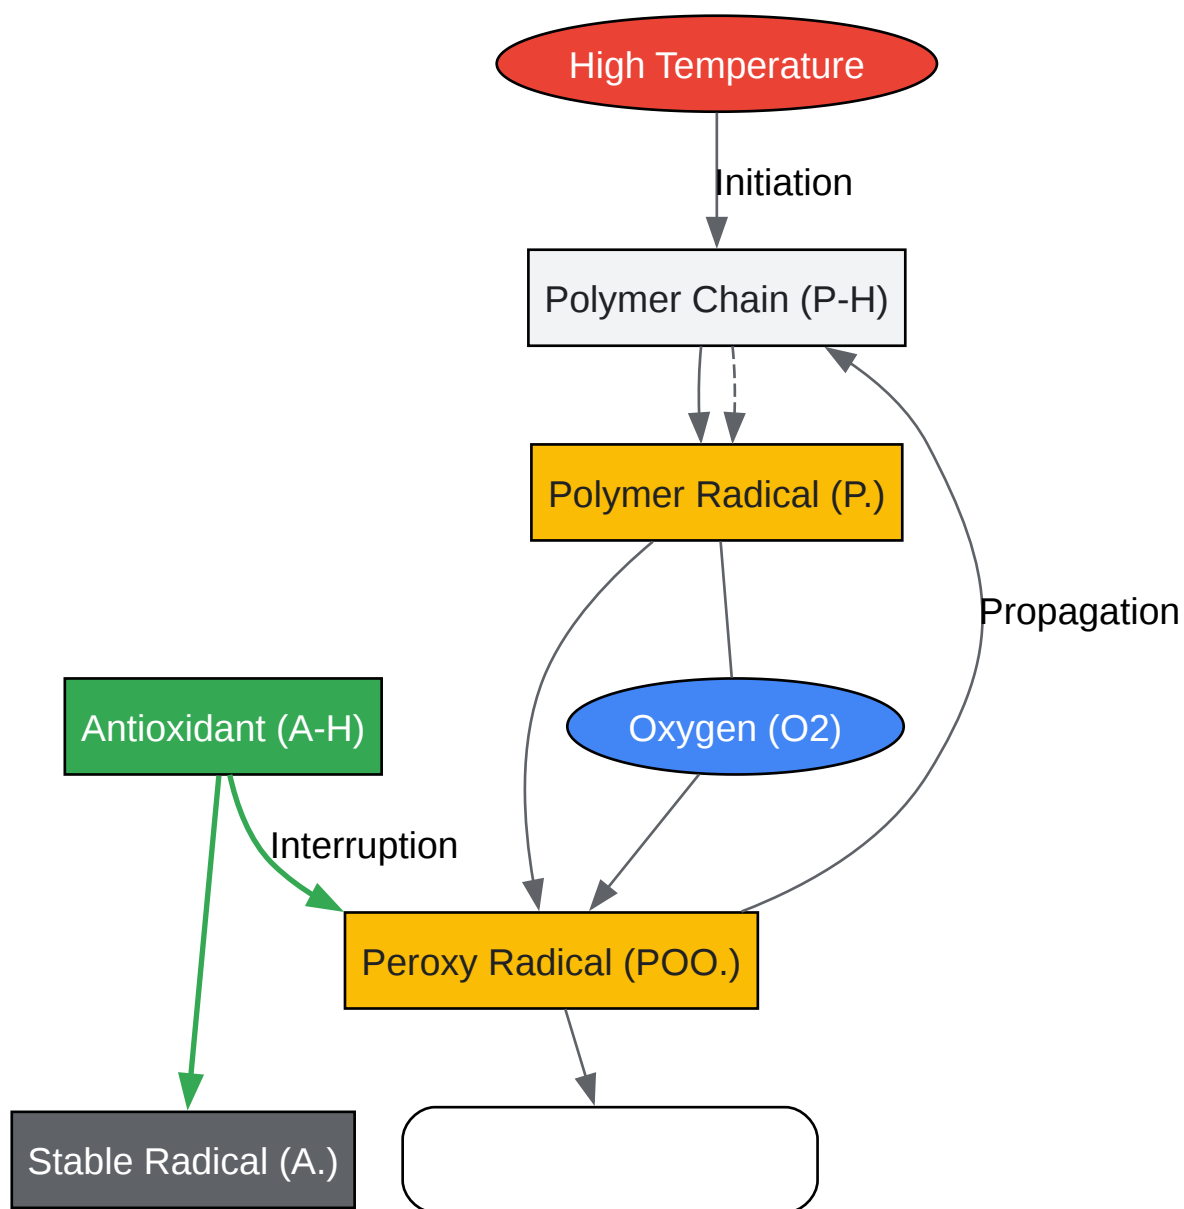 High Temperature
Initiation
Polymer Chain (P-H)
Polymer Radical (P.)
Propagation
Antioxidant (A-H)
Oxygen (O2)
Interruption
Peroxy Radical (POO.)
Stable Radical (A.)